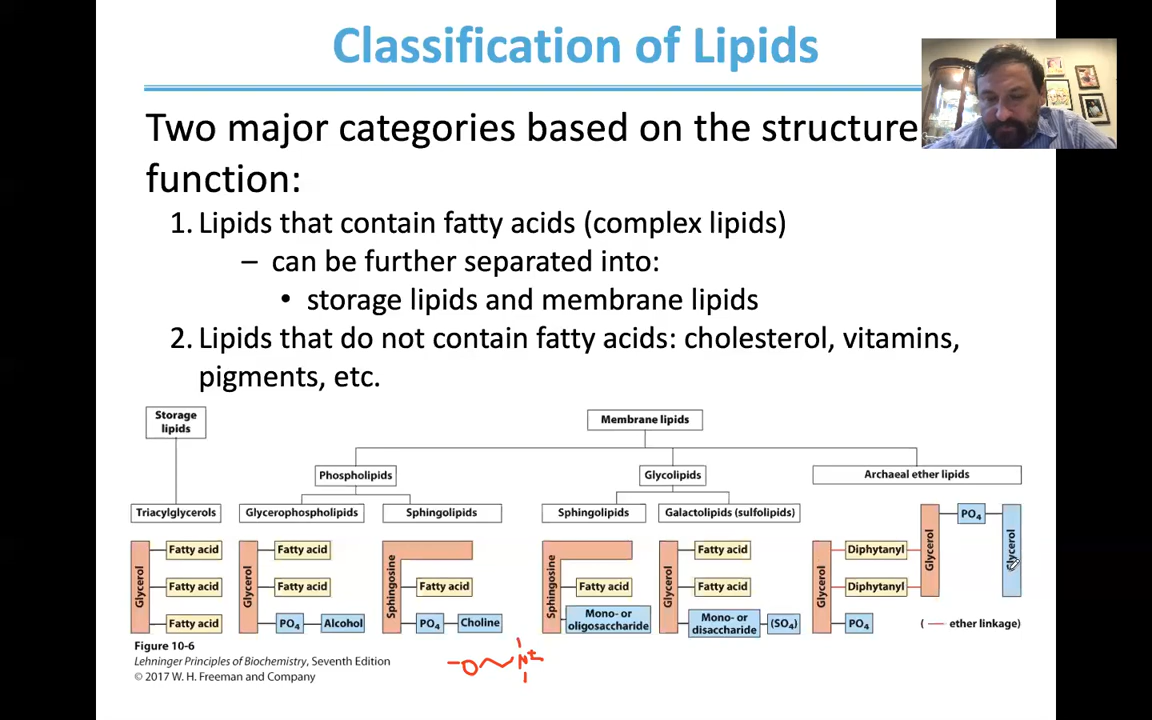 Classification of Lipids
Two major categories based on the structure
function:
1. Lipids that contain fatty acids (complex lipids)
– can be further separated into:
• storage lipids and membrane lipids
2. Lipids that do not contain fatty acids: cholesterol, vitamins,
pigments, etc.
Storage
lipids
Membrane lipids
Phospholipids
Glycolipids
Archaeal ether lipids
Triacylglycerols
Glycerophospholipids
Sphingolipids
Sphingolipids
Galactolipids (sulfolipids)
Glycerol
Fatty acid
Fatty acid
Fatty acid
Glycerol
Fatty acid
Fatty acid
PO4
Alcohol
Sphingosine
Fatty acid
PO4
Choline
Sphingosine
Fatty acid
Mono- or
oligosaccharide
Glycerol
Fatty acid
Fatty acid
Mono- or
disaccharide
(SO4)
Glycerol
Diphytanyl
Diphytanyl
PO4
Glycerol
PO4
Glycerol
( — ether linkage)
Figure 10-6
Lehninger Principles of Biochemistry, Seventh Edition
© 2017 W. H. Freeman and Company
-O N+